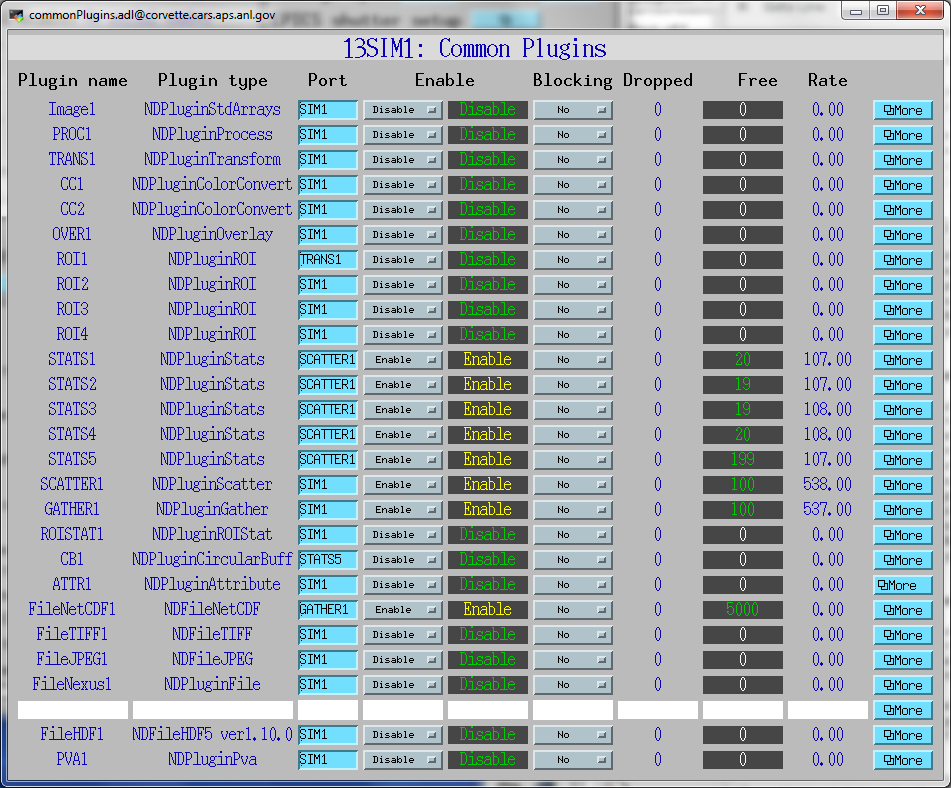 commonPlugins.adl@corvette.cars.aps.anl.gov
13SIM1: Common Plugins
Plugin name Plugin type Port Enable Blocking Dropped Free Rate
Image1 NDPluginStdArrays SIM1 Disable Disable No 0 0 0.00 More
PROC1 NDPluginProcess SIM1 Disable Disable No 0 0 0.00 More
TRANS1 NDPluginTransform SIM1 Disable Disable No 0 0 0.00 More
CC1 NDPluginColorConvert SIM1 Disable Disable No 0 0 0.00 More
CC2 NDPluginColorConvert SIM1 Disable Disable No 0 0 0.00 More
OVER1 NDPluginOverlay SIM1 Disable Disable No 0 0 0.00 More
ROI1 NDPluginROI TRANS1 Disable Disable No 0 0 0.00 More
ROI2 NDPluginROI SIM1 Disable Disable No 0 0 0.00 More
ROI3 NDPluginROI SIM1 Disable Disable No 0 0 0.00 More
ROI4 NDPluginROI SIM1 Disable Disable No 0 0 0.00 More
STATS1 NDPluginStats SCATTER1 Enable Enable No 0 20 107.00 More
STATS2 NDPluginStats SCATTER1 Enable Enable No 0 19 107.00 More
STATS3 NDPluginStats SCATTER1 Enable Enable No 0 19 108.00 More
STATS4 NDPluginStats SCATTER1 Enable Enable No 0 20 108.00 More
STATS5 NDPluginStats SCATTER1 Enable Enable No 0 199 107.00 More
SCATTER1 NDPluginScatter SIM1 Enable Enable No 0 100 538.00 More
GATHER1 NDPluginGather SIM1 Enable Enable No 0 100 537.00 More
ROISTAT1 NDPluginROIStat SIM1 Disable Disable No 0 0 0.00 More
CB1 NDPluginCircularBuff STATS5 Disable Disable No 0 0 0.00 More
ATTR1 NDPluginAttribute SIM1 Disable Disable No 0 0 0.00 More
FileNetCDF1 NDFileNetCDF GATHER1 Enable Enable No 0 5000 0.00 More
FileTIFF1 NDFileTIFF SIM1 Disable Disable No 0 0 0.00 More
FileJPEG1 NDFileJPEG SIM1 Disable Disable No 0 0 0.00 More
FileNexus1 NDPluginFile SIM1 Disable Disable No 0 0 0.00 More
More
FileHDF1 NDFileHDF5 ver1.10.0 SIM1 Disable Disable No 0 0 0.00 More
PVA1 NDPluginPva SIM1 Disable Disable No 0 0 0.00 More